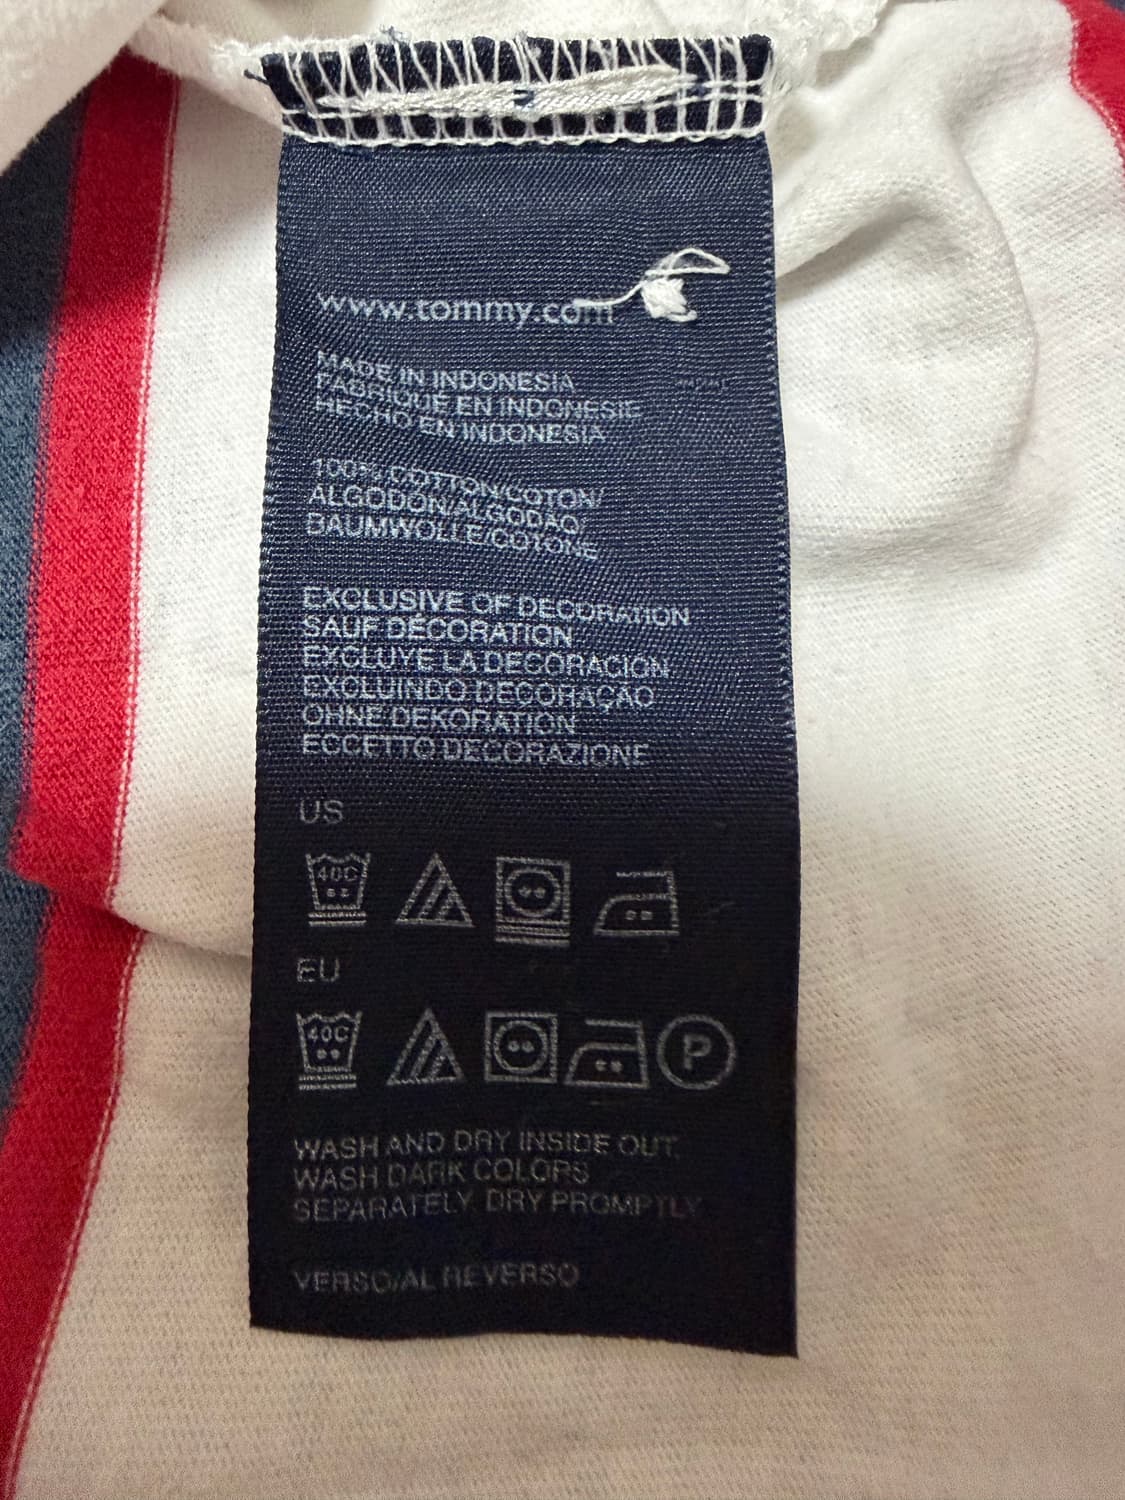 www.tommy.com
MADE IN INDONESIA
FABRIQUÉ EN INDONESIE
HECHO EN INDONESIA
100% COTTON/COTON/
ALGODON/ALGODAO/
BAUMWOLLE/COTONE
EXCLUSIVE OF DECORATION
SAUF DÉCORATION
EXCLUYE LA DECORACION
EXCLUINDO DECORAÇÃO
OHNE DEKORATION
ECCETTO DECORAZIONE
US
40C
EU
40C P
WASH AND DRY INSIDE OUT.
WASH DARK COLORS
SEPARATELY. DRY PROMPTLY
VERSO/AL REVERSO